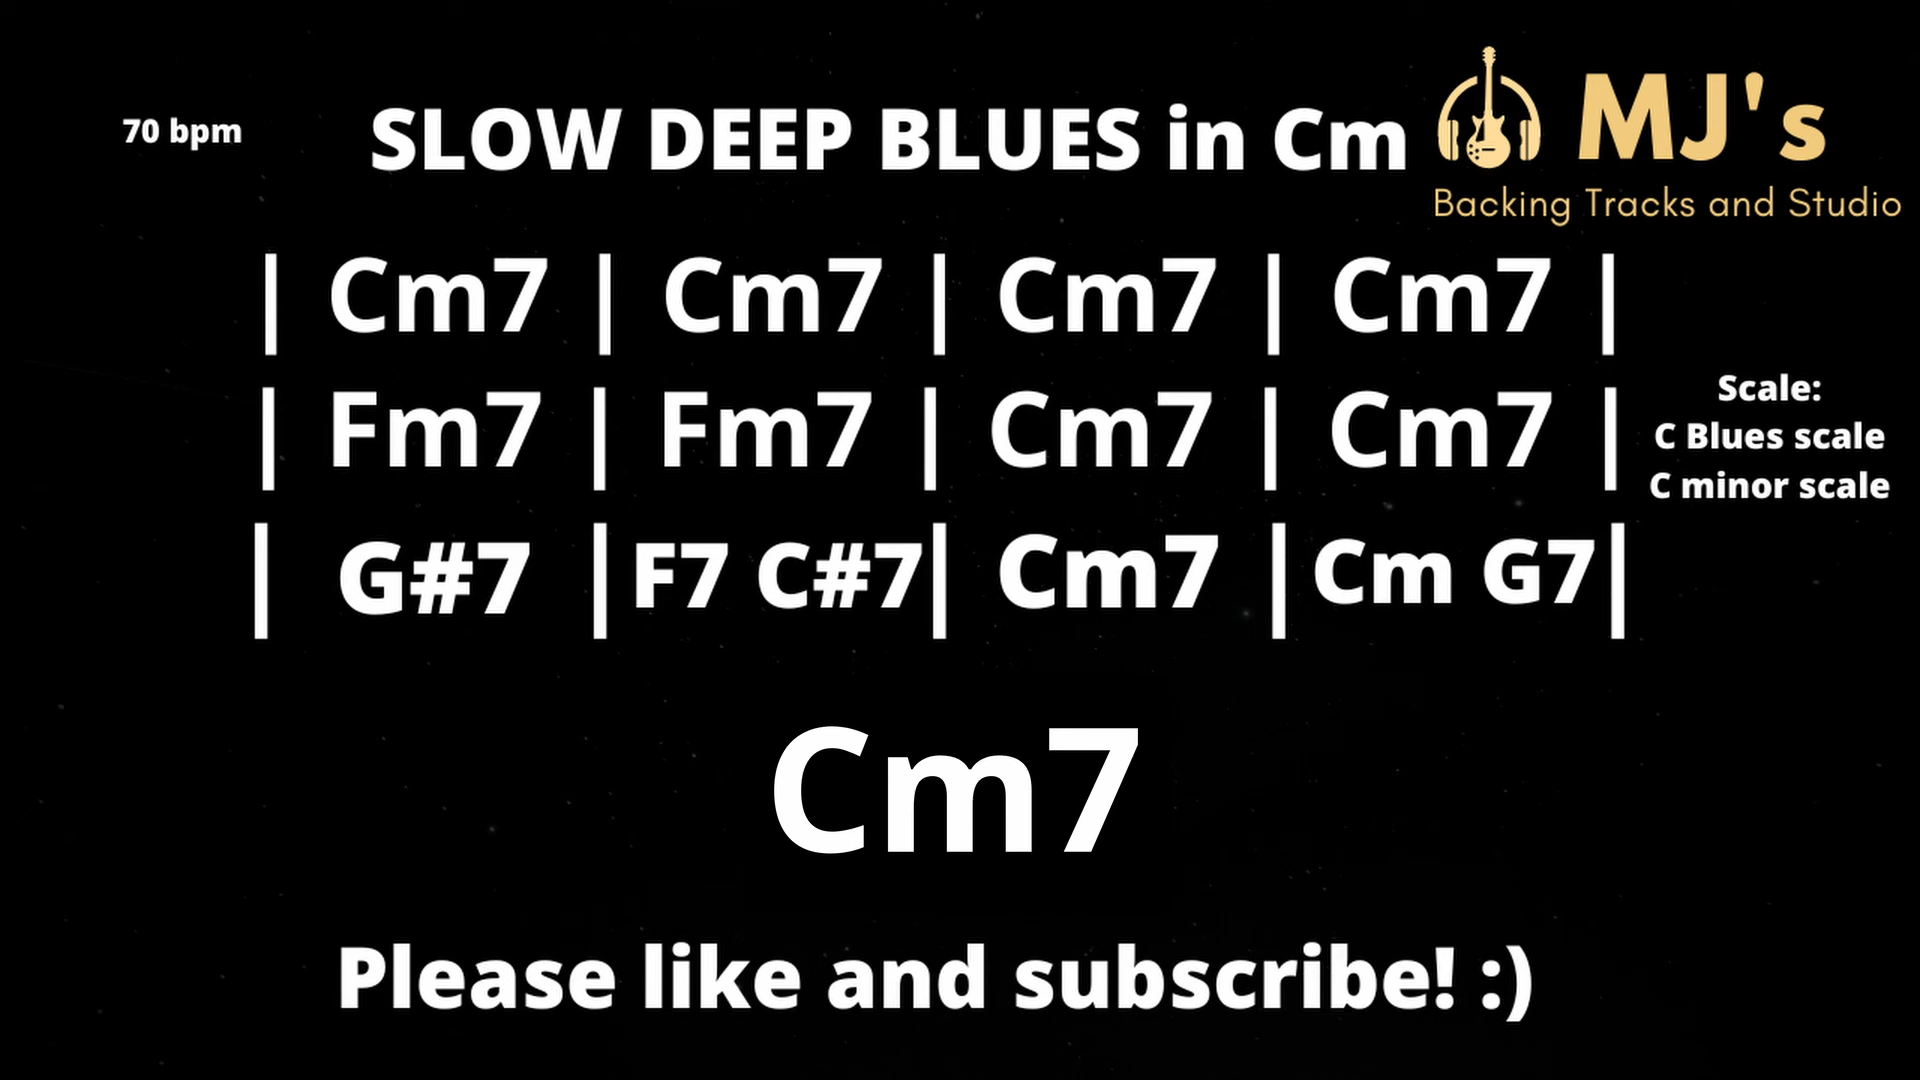 70 bpm
SLOW DEEP BLUES in Cm
MJ's
Backing Tracks and Studio
| Cm7 | Cm7 | Cm7 | Cm7 |
| Fm7 | Fm7 | Cm7 | Cm7 |
Scale:
C Blues scale
C minor scale
| G#7 | F7 C#7 | Cm7 | Cm G7 |
Cm7
Please like and subscribe! :)